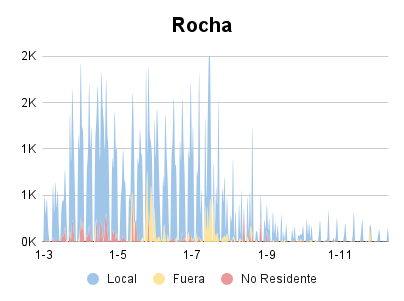 Rocha
2K
2K
1K
1K
0K
1-3 1-5 1-7 1-9 1-11
Local Fuera No Residente